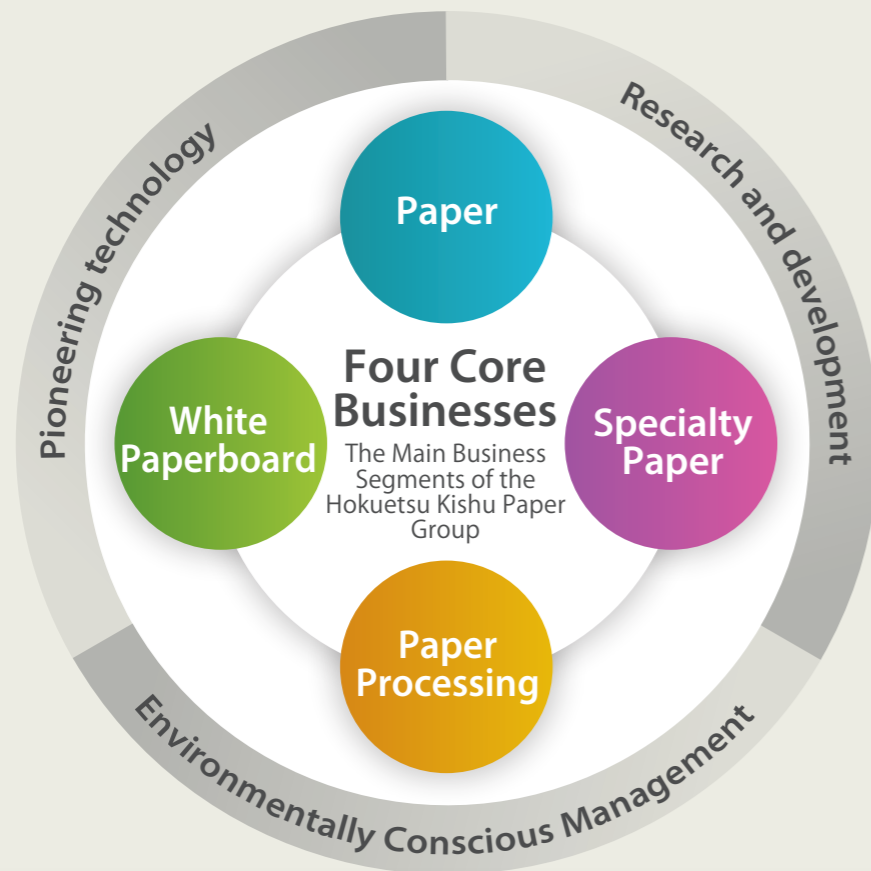 Pioneering technology
Research and development
Paper
Four Core
Businesses
The Main Business
Segments of the
Hokuetsu Kishu Paper
Group
White
Paperboard
Specialty
Paper
Paper
Processing
Environmentally Conscious Management